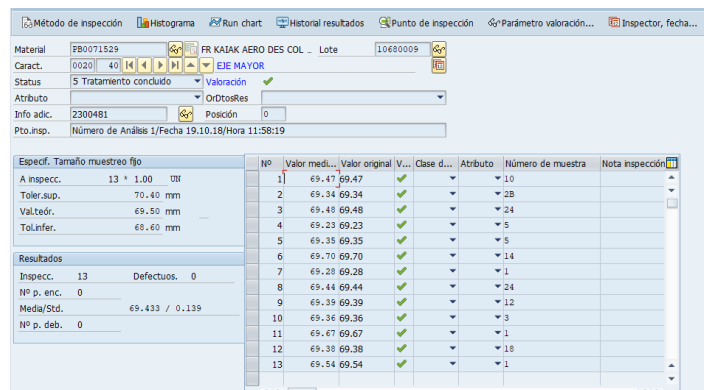 Método de inspección Histograma Run chart Historial resultados Punto de inspección Parámetro valoración... Inspector, fecha...
Material PB0071529 FR KAIAK AERO DES COL _ Lote 10680009
Caract. 0020 40 EJE MAYOR
Status 5 Tratamiento concluido Valoración
Atributo OrDtosRes
Info adic. 2300481 Posición 0
Pto.insp. Número de Análisis 1/Fecha 19.10.18/Hora 11:58:19
Especif. Tamaño muestreo fijo
A inspecc. 13 * 1.00 UN
Toler.sup. 70.40 mm
Val.teór. 69.50 mm
Tol.infer. 68.60 mm
Resultados
Inspecc. 13 Defectuos. 0
Nº p. enc. 0
Media/Std. 69.433 / 0.139
Nº p. deb. 0
Nº Valor medi... Valor original V... Clase d... Atributo Número de muestra Nota inspección
1 69.47 69.47 10
2 69.34 69.34 2B
3 69.48 69.48 24
4 69.23 69.23 5
5 69.35 69.35 5
6 69.70 69.70 14
7 69.28 69.28 1
8 69.44 69.44 24
9 69.39 69.39 12
10 69.36 69.36 3
11 69.67 69.67 1
12 69.38 69.38 18
13 69.54 69.54 1